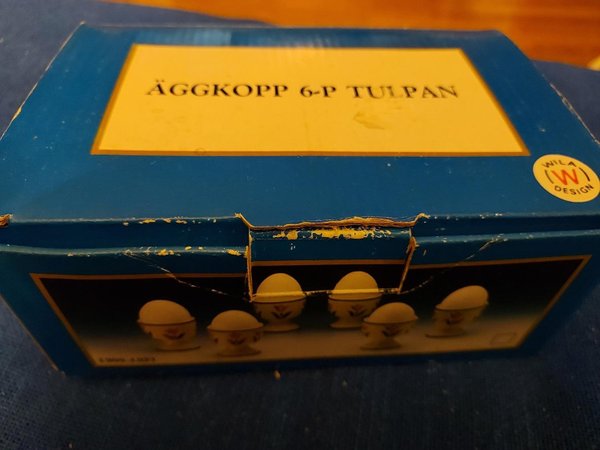 ÄGGKOPP 6-P TULPAN
WILA
(W)
DESIGN